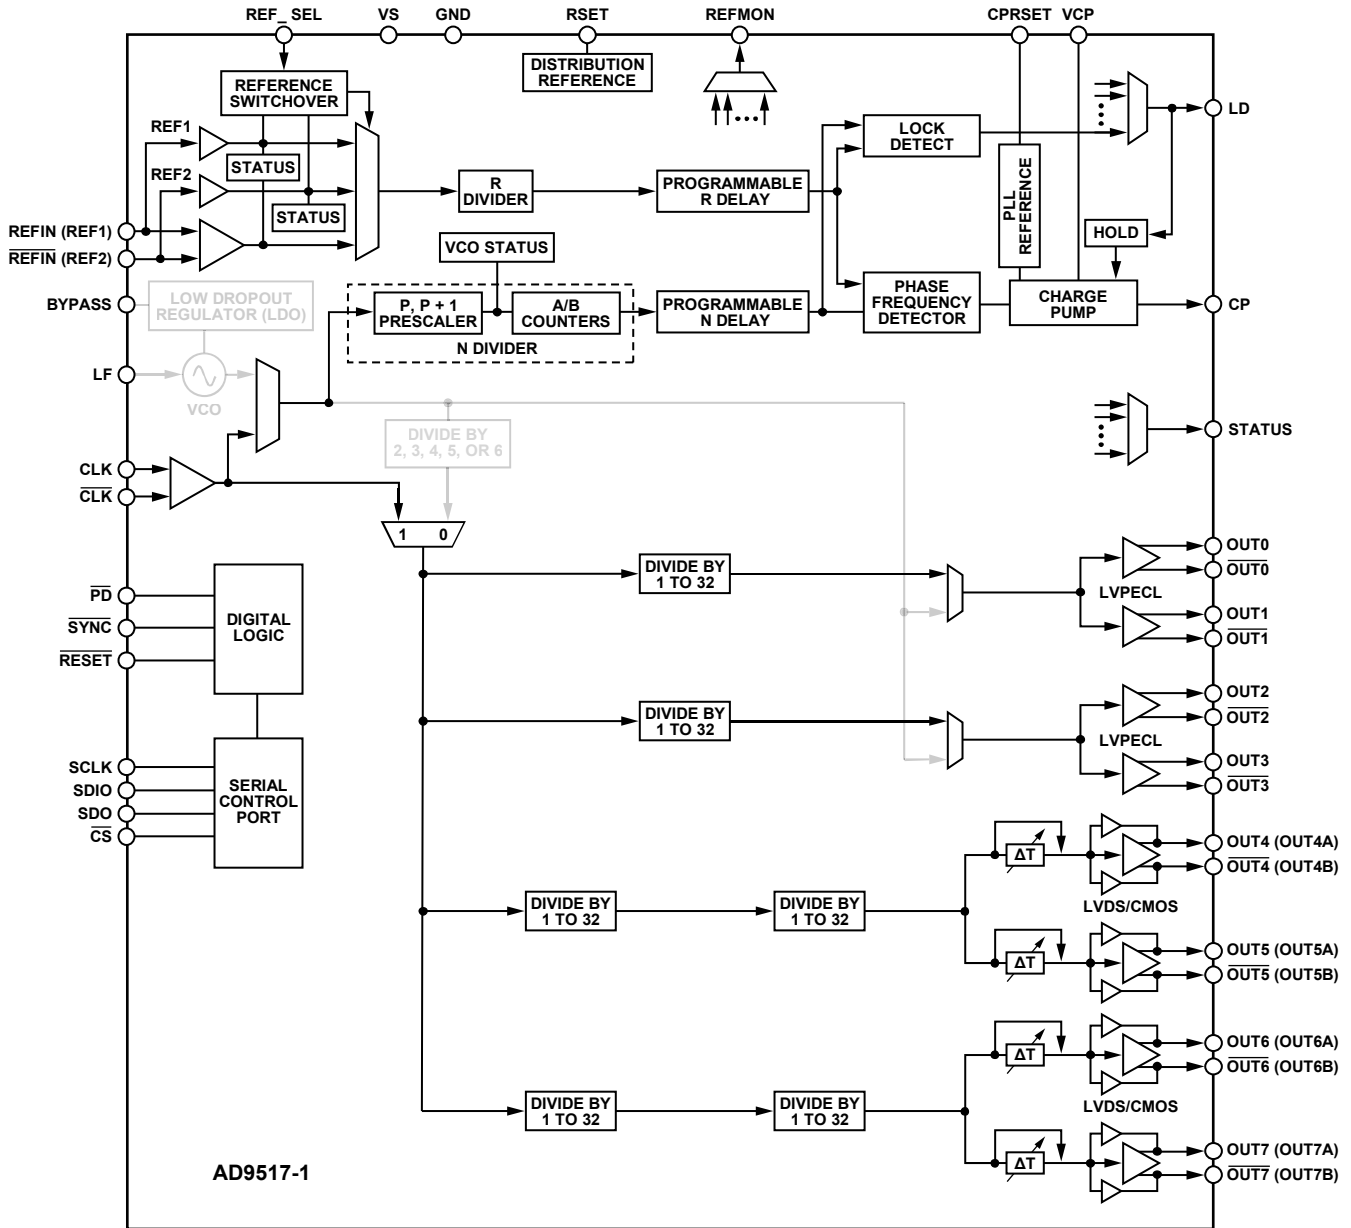 REF_ SEL
VS
GND
RSET
REFMON
CPRSET
VCP
DISTRIBUTION
REFERENCE
REFERENCE
SWITCHOVER
REF1
STATUS
REF2
STATUS
REFIN (REF1)
REFIN (REF2)
R
DIVIDER
PROGRAMMABLE
R DELAY
LOCK
DETECT
LD
PLL
REFERENCE
HOLD
VCO STATUS
BYPASS
LOW DROPOUT
REGULATOR (LDO)
P, P + 1
PRESCALER
A/B
COUNTERS
N DIVIDER
PROGRAMMABLE
N DELAY
PHASE
FREQUENCY
DETECTOR
CHARGE
PUMP
CP
LF
VCO
DIVIDE BY
2, 3, 4, 5, OR 6
STATUS
CLK
CLK
1 0
DIVIDE BY
1 TO 32
LVPECL
OUT0
OUT0
OUT1
OUT1
PD
SYNC
RESET
DIGITAL
LOGIC
DIVIDE BY
1 TO 32
LVPECL
OUT2
OUT2
OUT3
OUT3
SCLK
SDIO
SDO
CS
SERIAL
CONTROL
PORT
DIVIDE BY
1 TO 32
DIVIDE BY
1 TO 32
ΔT
OUT4 (OUT4A)
OUT4 (OUT4B)
LVDS/CMOS
ΔT
OUT5 (OUT5A)
OUT5 (OUT5B)
DIVIDE BY
1 TO 32
DIVIDE BY
1 TO 32
ΔT
OUT6 (OUT6A)
OUT6 (OUT6B)
LVDS/CMOS
ΔT
OUT7 (OUT7A)
OUT7 (OUT7B)
AD9517-1